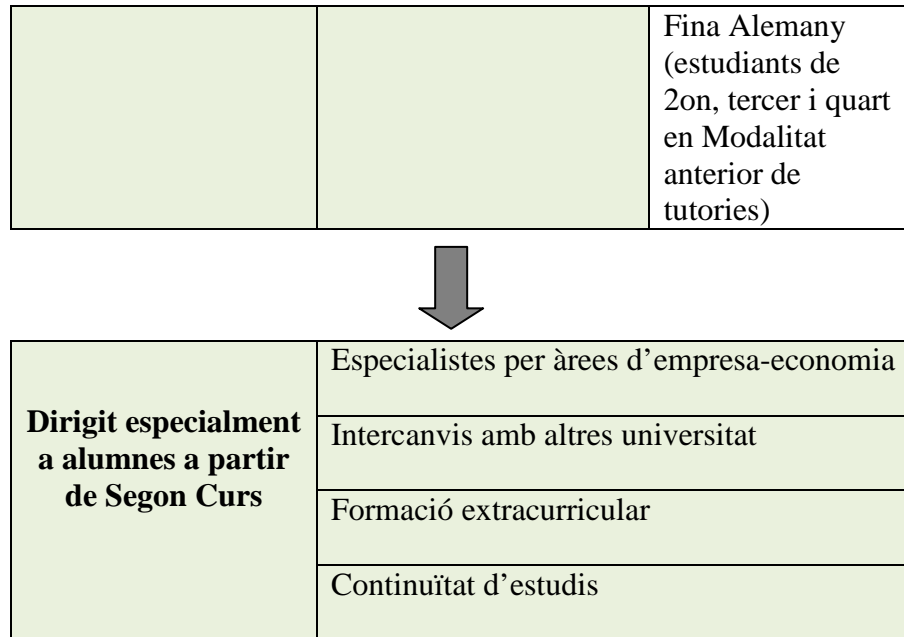 Fina Alemany
(estudiants de
2on, tercer i quart
en Modalitat
anterior de
tutories)
Dirigit especialment
a alumnes a partir
de Segon Curs
Especialistes per àrees d’empresa-economia
Intercanvis amb altres universitat
Formació extracurricular
Continuïtat d’estudis